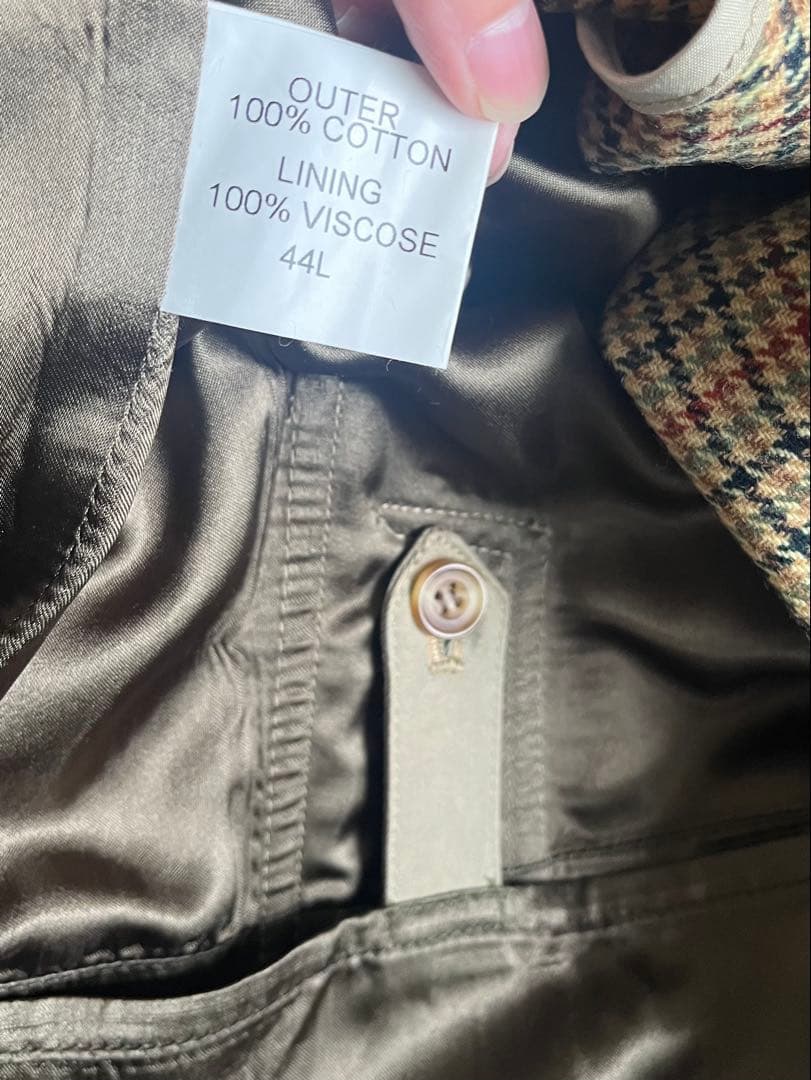 OUTER
100% COTTON
LINING
100% VISCOSE
44L